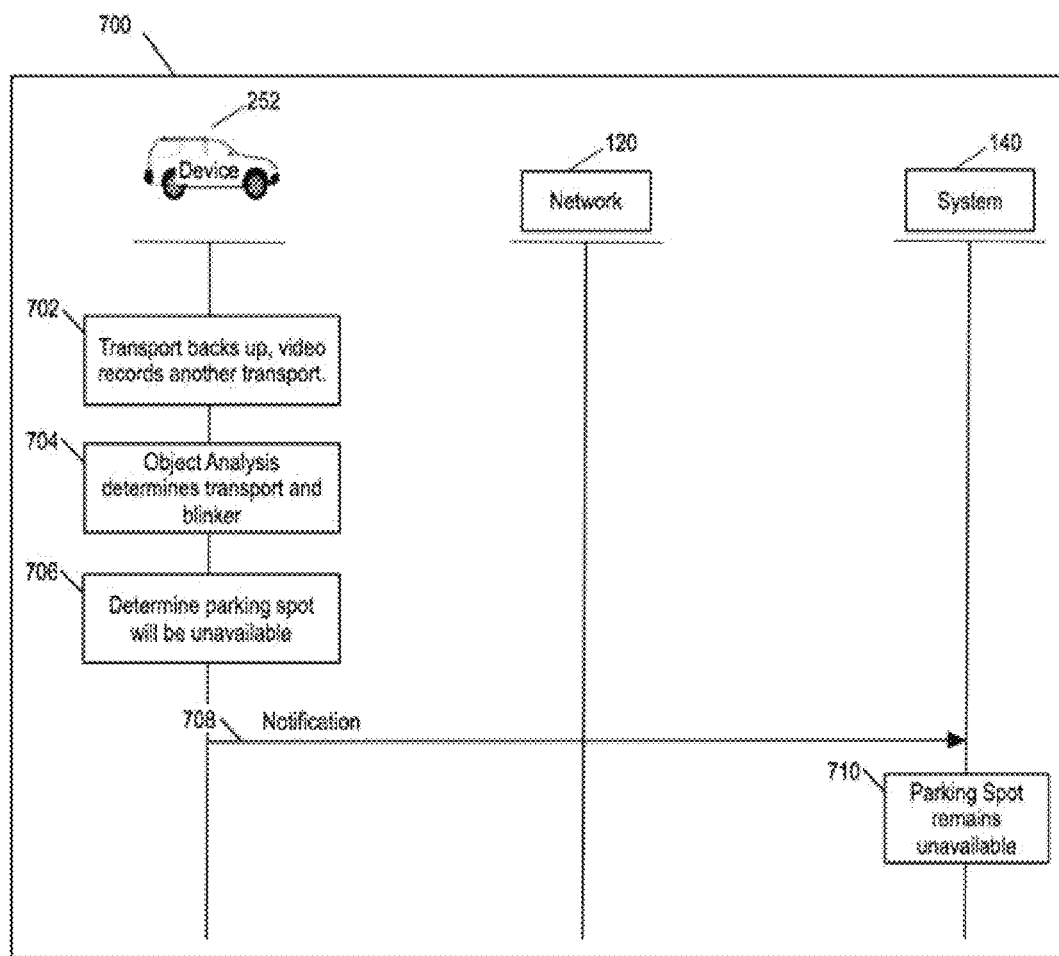 700
252
Device
120
Network
140
System
702
Transport backs up, video
records another transport.
704
Object Analysis
determines transport and
blinker
706
Determine parking spot
will be unavailable
708
Notification
710
Parking Spot
remains
unavailable